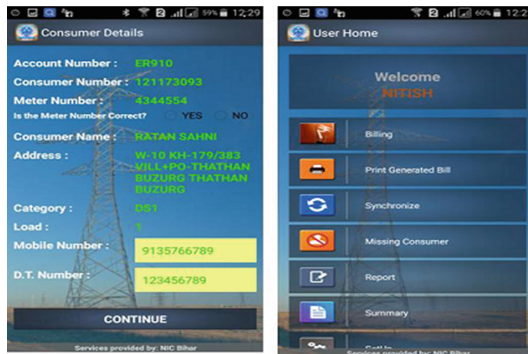 59% 12:29
Consumer Details
Account Number : ER910
Consumer Number : 121173093
Meter Number : 4344554
Is the Meter Number Correct? YES NO
Consumer Name : RATAN SAHNI
Address : W-10 KH-179/383
VILL+PO-THATHAN
BUZURG THATHAN
BUZURG
Category : DS1
Load : 1
Mobile Number : 9135766789
D.T. Number : 123456789
CONTINUE
Services provided by: NIC Bihar
60% 12:2
User Home
Welcome
NITISH
Billing
Print Generated Bill
Synchronize
Missing Consumer
Report
Summary
Services provided by: NIC Bihar